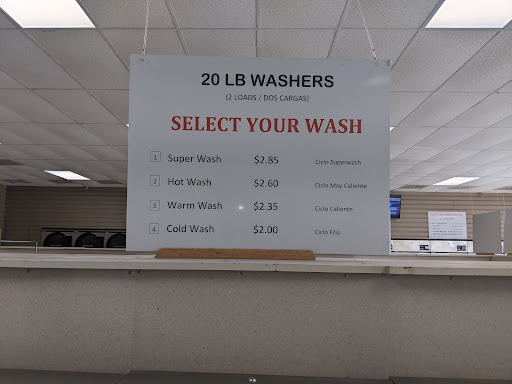 20 LB WASHERS
(2 LOADS / DOS CARGAS)
SELECT YOUR WASH
1 Super Wash $2.85 Ciclo Superwash
2 Hot Wash $2.60 Ciclo May Caliente
3 Warm Wash $2.35 Ciclo Caliente
4 Cold Wash $2.00 Ciclo Frio